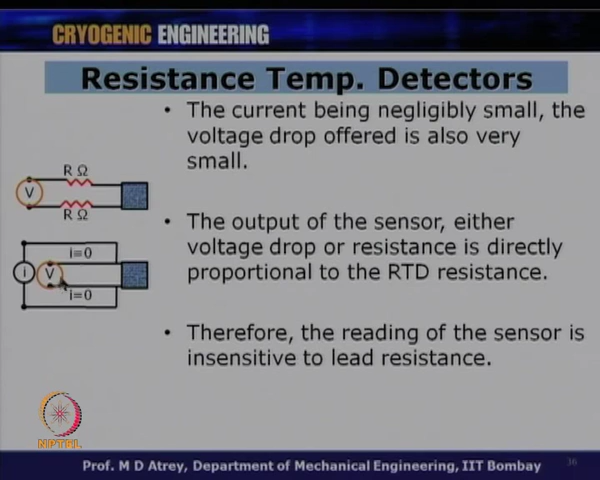 CRYOGENIC ENGINEERING
Resistance Temp. Detectors
• The current being negligibly small, the
voltage drop offered is also very
small.
• The output of the sensor, either
voltage drop or resistance is directly
proportional to the RTD resistance.
• Therefore, the reading of the sensor is
insensitive to lead resistance.
R Ω
V
R Ω
i=0
i V
i=0
NPTEL
Prof. M D Atrey, Department of Mechanical Engineering, IIT Bombay
36